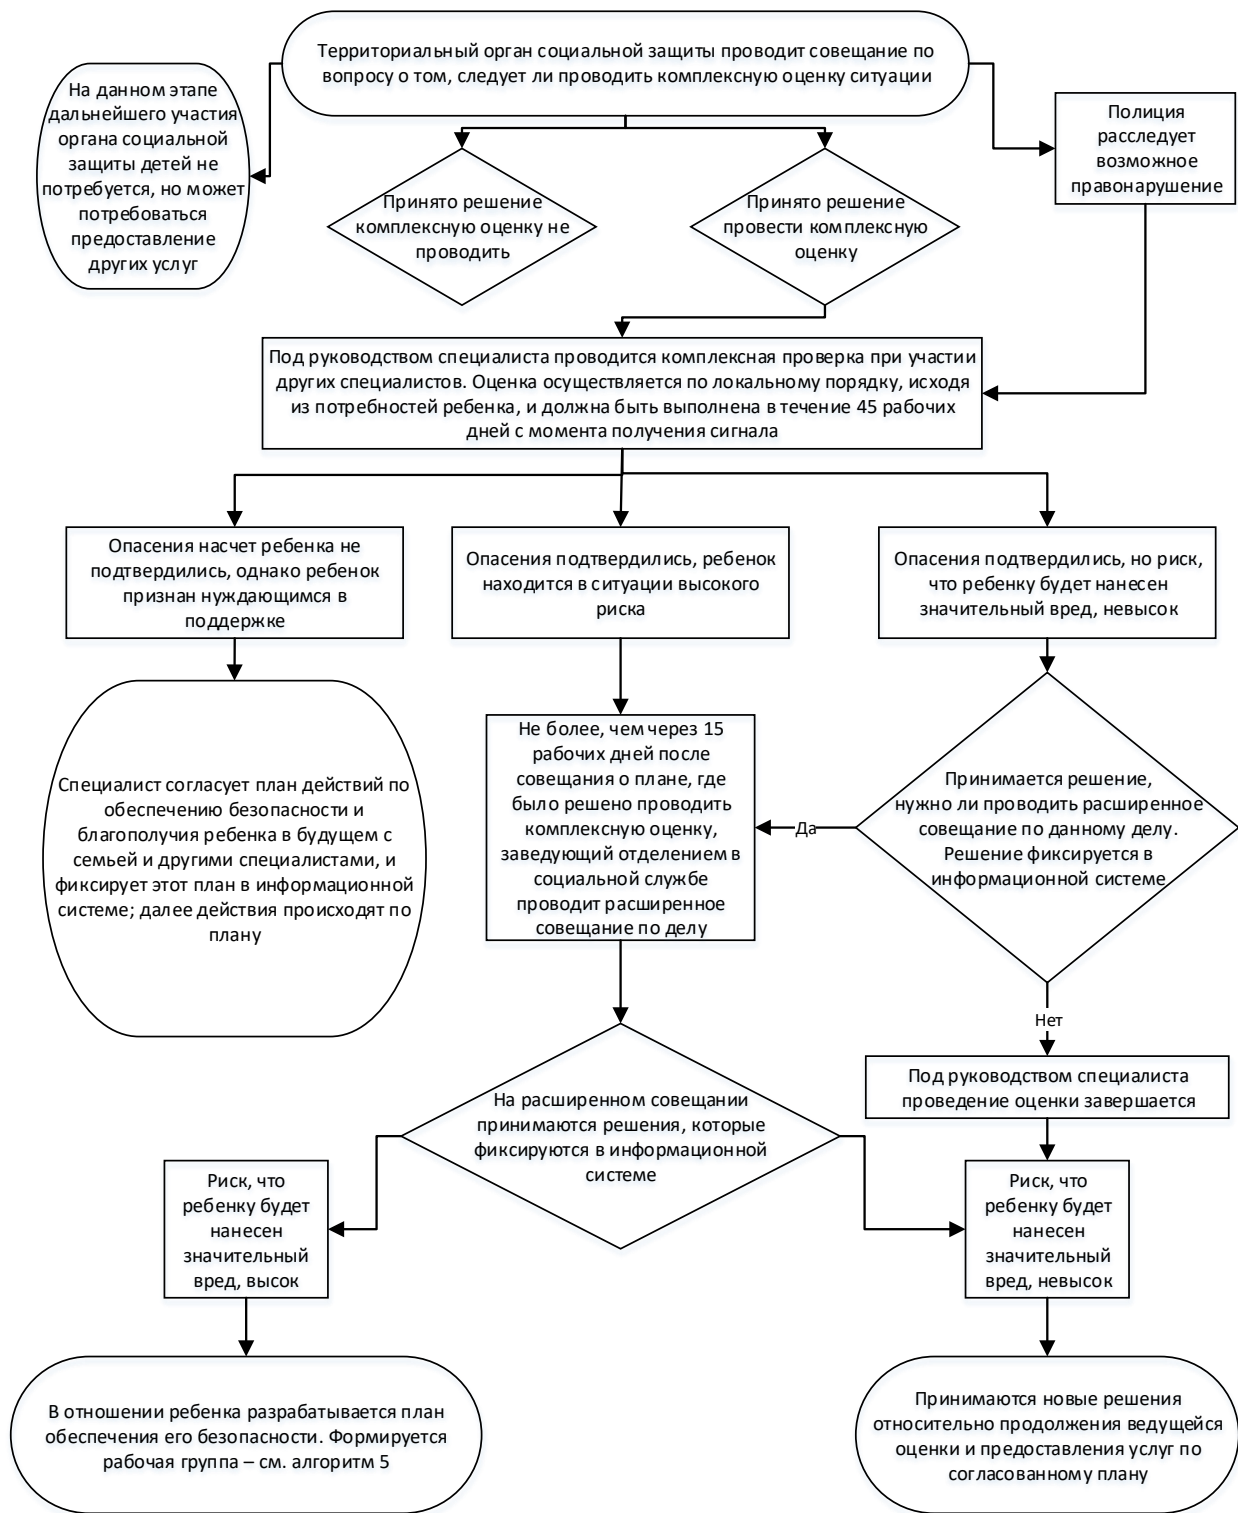 Территориальный орган социальной защиты проводит совещание по
вопросу о том, следует ли проводить комплексную оценку ситуации
На данном этапе
дальнейшего участия
органа социальной
защиты детей не
потребуется, но может
потребоваться
предоставление
других услуг
Полиция
расследует
возможное
правонарушение
Принято решение
комплексную оценку не
проводить
Принято решение
провести комплексную
оценку
Под руководством специалиста проводится комплексная проверка при участии
других специалистов. Оценка осуществляется по локальному порядку, исходя
из потребностей ребенка, и должна быть выполнена в течение 45 рабочих
дней с момента получения сигнала
Опасения насчет ребенка не
подтвердились, однако ребенок
признан нуждающимся в
поддержке
Опасения подтвердились, ребенок
находится в ситуации высокого
риска
Опасения подтвердились, но риск,
что ребенку будет нанесен
значительный вред, невысок
Специалист согласует план действий по
обеспечению безопасности и
благополучия ребенка в будущем с
семьей и другими специалистами, и
фиксирует этот план в информационной
системе; далее действия происходят по
плану
Не более, чем через 15
рабочих дней после
совещания о плане, где
было решено проводить
комплексную оценку,
заведующий отделением в
социальной службе
проводит расширенное
совещание по делу
Да
Принимается решение,
нужно ли проводить расширенное
совещание по данному делу.
Решение фиксируется в
информационной системе
Нет
Под руководством специалиста
проведение оценки завершается
На расширенном совещании
принимаются решения, которые
фиксируются в информационной
системе
Риск, что
ребенку будет
нанесен
значительный
вред, высок
Риск, что
ребенку будет
нанесен
значительный
вред, невысок
В отношении ребенка разрабатывается план
обеспечения его безопасности. Формируется
рабочая группа – см. алгоритм 5
Принимаются новые решения
относительно продолжения ведущейся
оценки и предоставления услуг по
согласованному плану